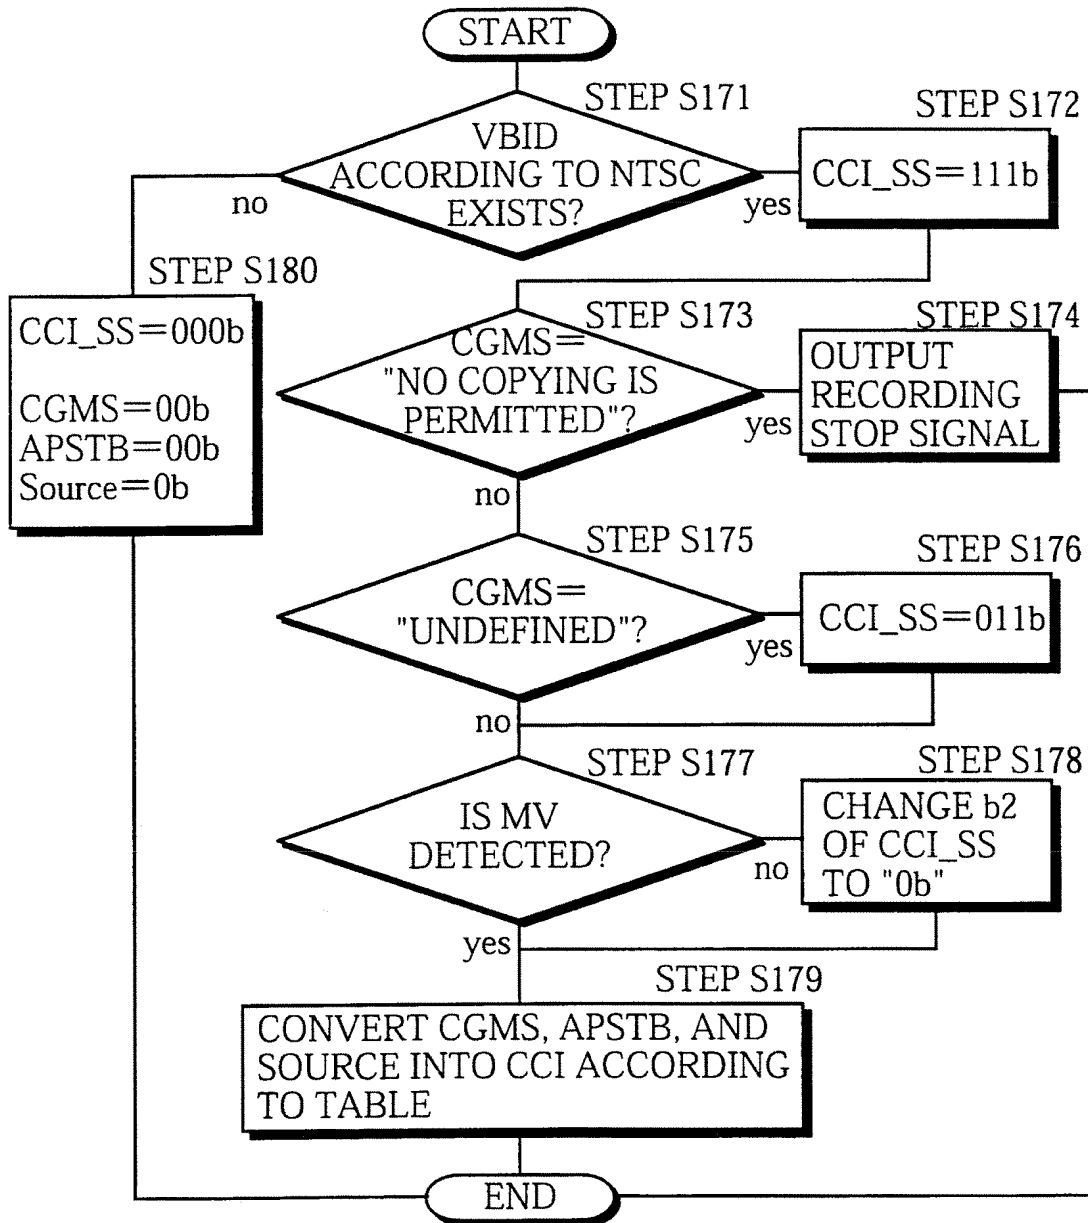 START
STEP S171
VBID
ACCORDING TO NTSC
EXISTS?
no
yes
STEP S172
CCI_SS=111b
STEP S180
CCI_SS=000b
CGMS=00b
APSTB=00b
Source=0b
STEP S173
CGMS=
"NO COPYING IS
PERMITTED"?
yes
no
STEP S174
OUTPUT
RECORDING
STOP SIGNAL
STEP S175
CGMS=
"UNDEFINED"?
yes
no
STEP S176
CCI_SS=011b
STEP S177
IS MV
DETECTED?
no
yes
STEP S178
CHANGE b2
OF CCI_SS
TO "0b"
STEP S179
CONVERT CGMS, APSTB, AND
SOURCE INTO CCI ACCORDING
TO TABLE
END